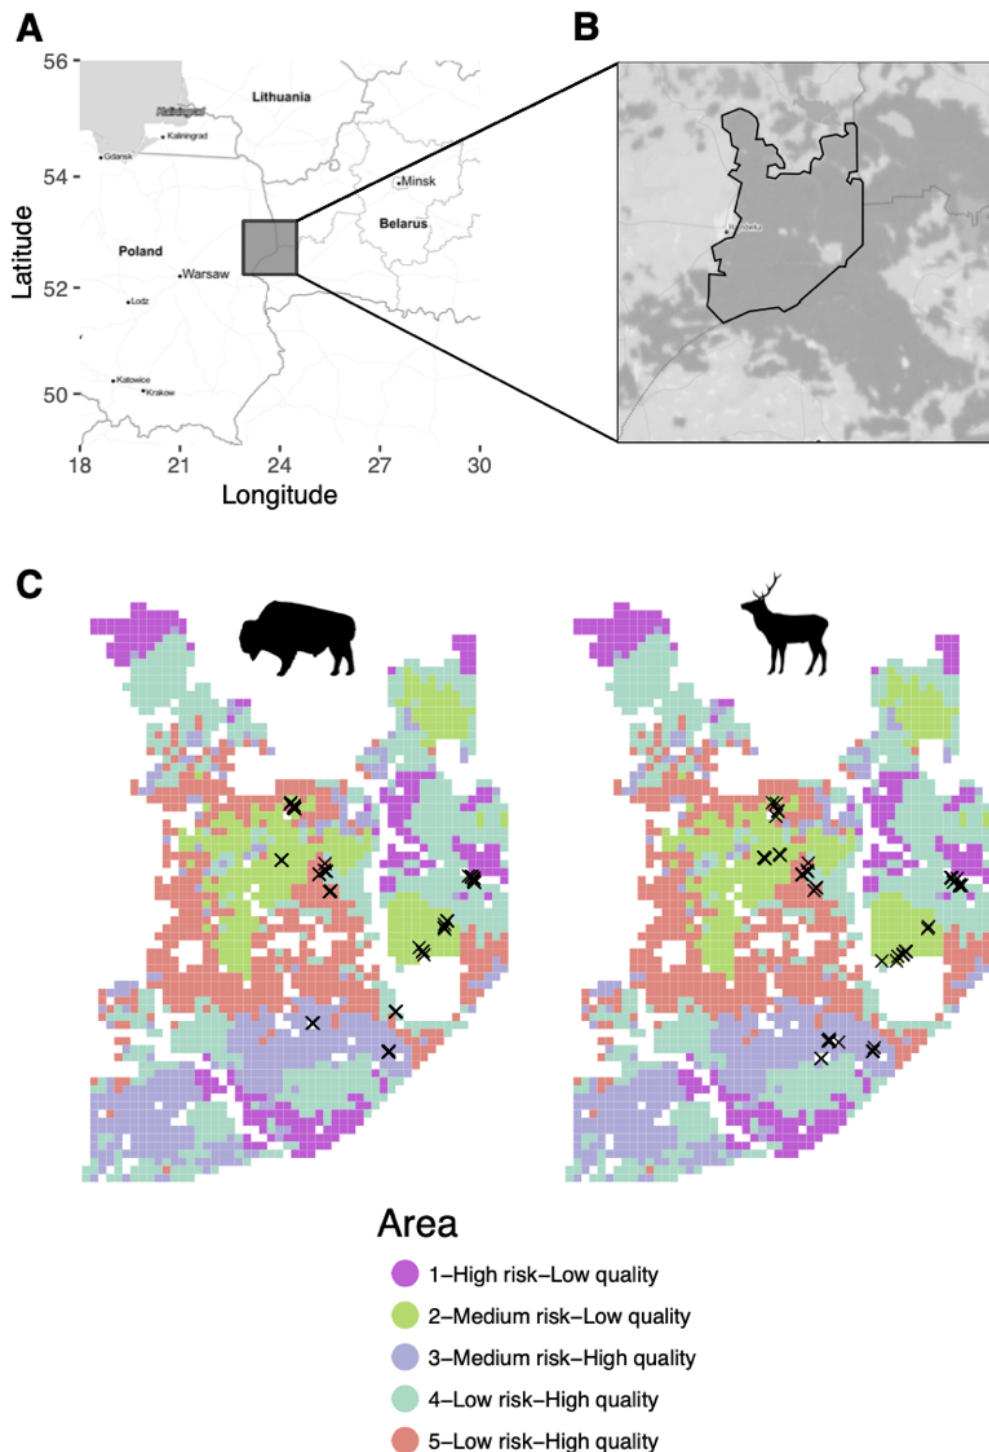 A
B
56
54
52
50
Latitude
18
21
24
27
30
Longitude
Lithuania
Kaliningrad
Kaliningrad
Gdansk
Minsk
Belarus
Poland
Warsaw
Lodz
Katowice
Krakow
C
Area
1–High risk–Low quality
2–Medium risk–Low quality
3–Medium risk–High quality
4–Low risk–High quality
5–Low risk–High quality